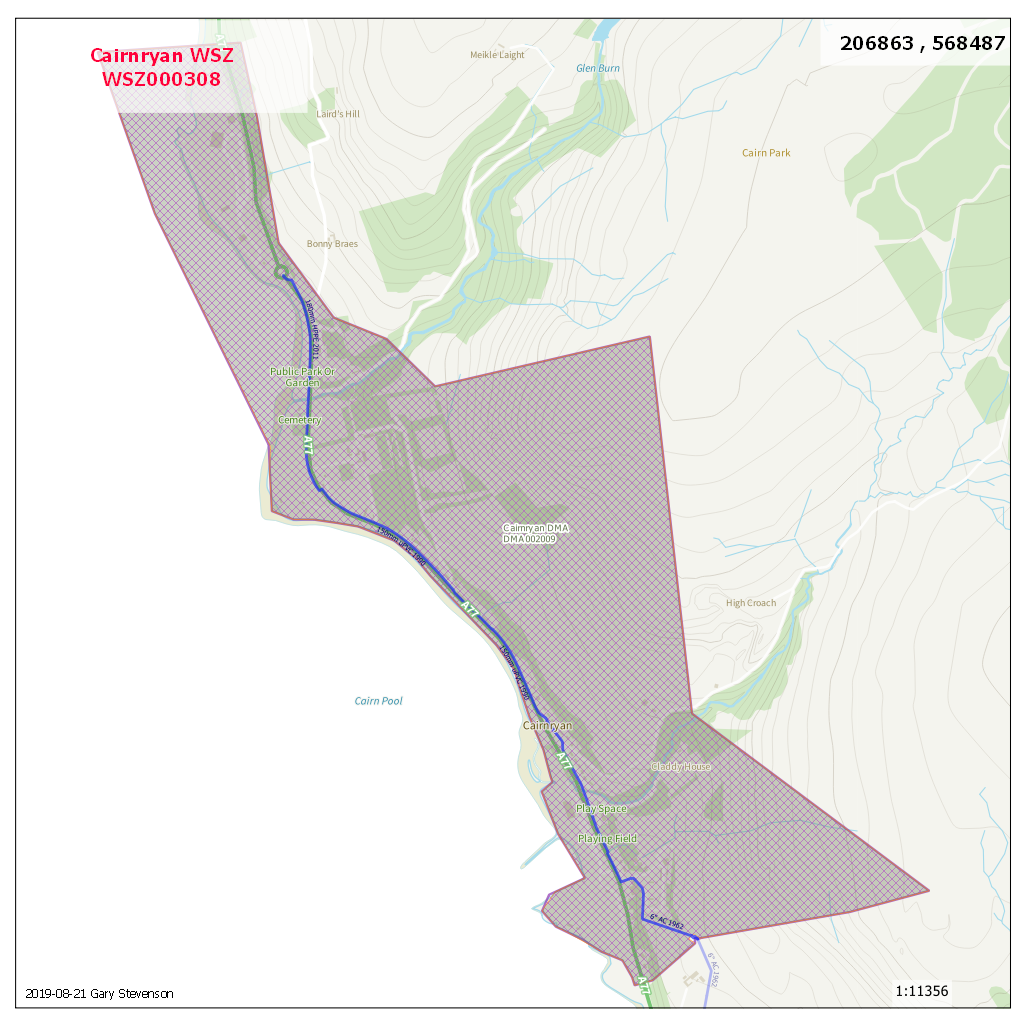 Cairnryan WSZ
WSZ000308
206863 , 568487
Meikle Laight
Glen Burn
Laird's Hill
Cairn Park
Bonny Braes
180mm HPPE 2011
Public Park Or
Garden
Cemetery
A77
Cairnryan DMA
DMA002009
150mm uPVC 1990
A77
High Croach
150mm uPVC 1990
Cairn Pool
Cairnryan
A77
Claddy House
Play Space
Playing Field
6" AC 1962
6" AC 1962
A77
2019-08-21 Gary Stevenson
1:11356